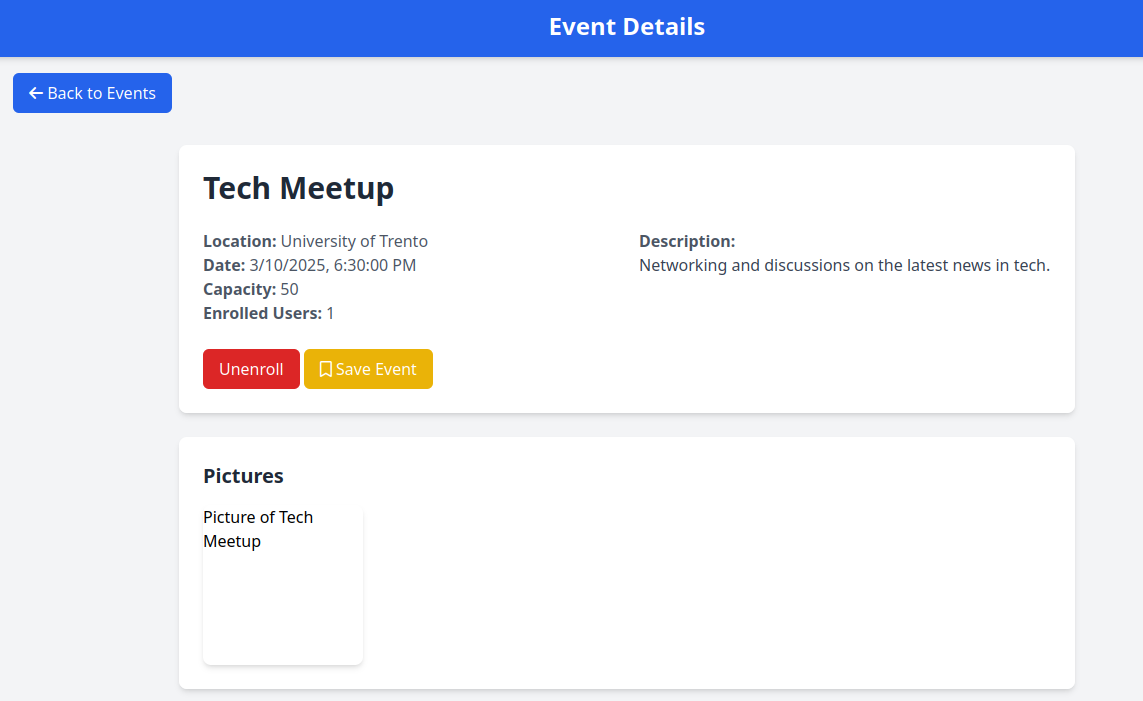 Event Details
Back to Events
Tech Meetup
Location: University of Trento
Date: 3/10/2025, 6:30:00 PM
Capacity: 50
Enrolled Users: 1
Description:
Networking and discussions on the latest news in tech.
Unenroll
Save Event
Pictures
Picture of Tech
Meetup